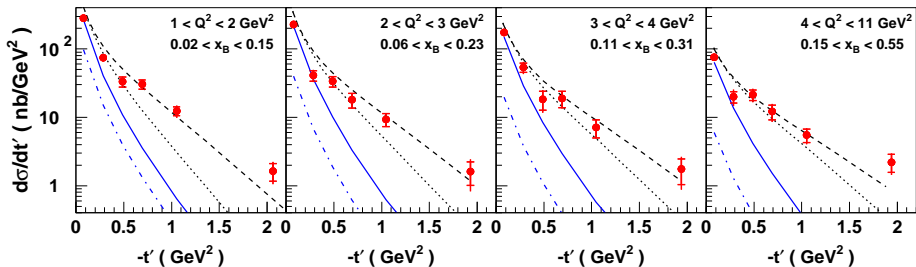 1 < Q² < 2 GeV²
0.02 < x_B < 0.15
2 < Q² < 3 GeV²
0.06 < x_B < 0.23
3 < Q² < 4 GeV²
0.11 < x_B < 0.31
4 < Q² < 11 GeV²
0.15 < x_B < 0.55
dσ/dt′ ( nb/GeV² )
10²
10
1
0 0.5 1 1.5 2
0 0.5 1 1.5 2
0 0.5 1 1.5 2
0 0.5 1 1.5 2
-t′ ( GeV² )
-t′ ( GeV² )
-t′ ( GeV² )
-t′ ( GeV² )